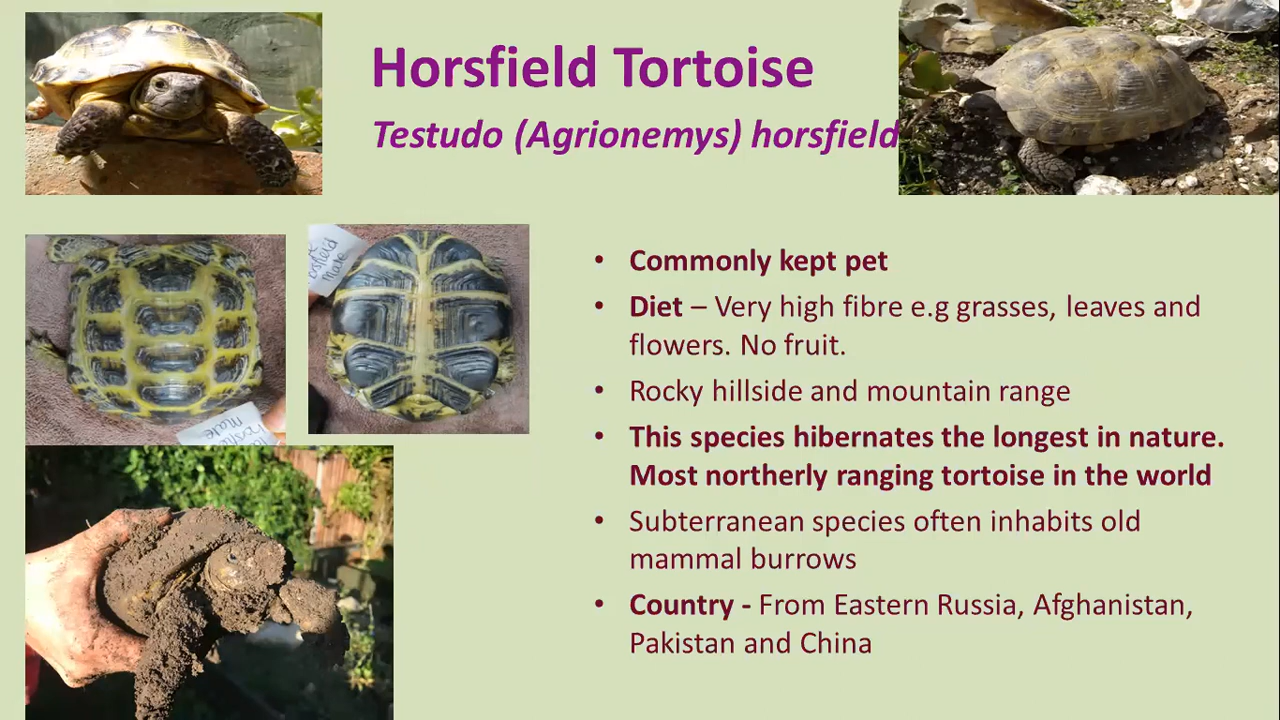 Horsfield Tortoise
Testudo (Agrionemys) horsfield
Male
• Commonly kept pet
• Diet – Very high fibre e.g grasses, leaves and
flowers. No fruit.
• Rocky hillside and mountain range
• This species hibernates the longest in nature.
Most northerly ranging tortoise in the world
• Subterranean species often inhabits old
mammal burrows
• Country - From Eastern Russia, Afghanistan,
Pakistan and China
Male